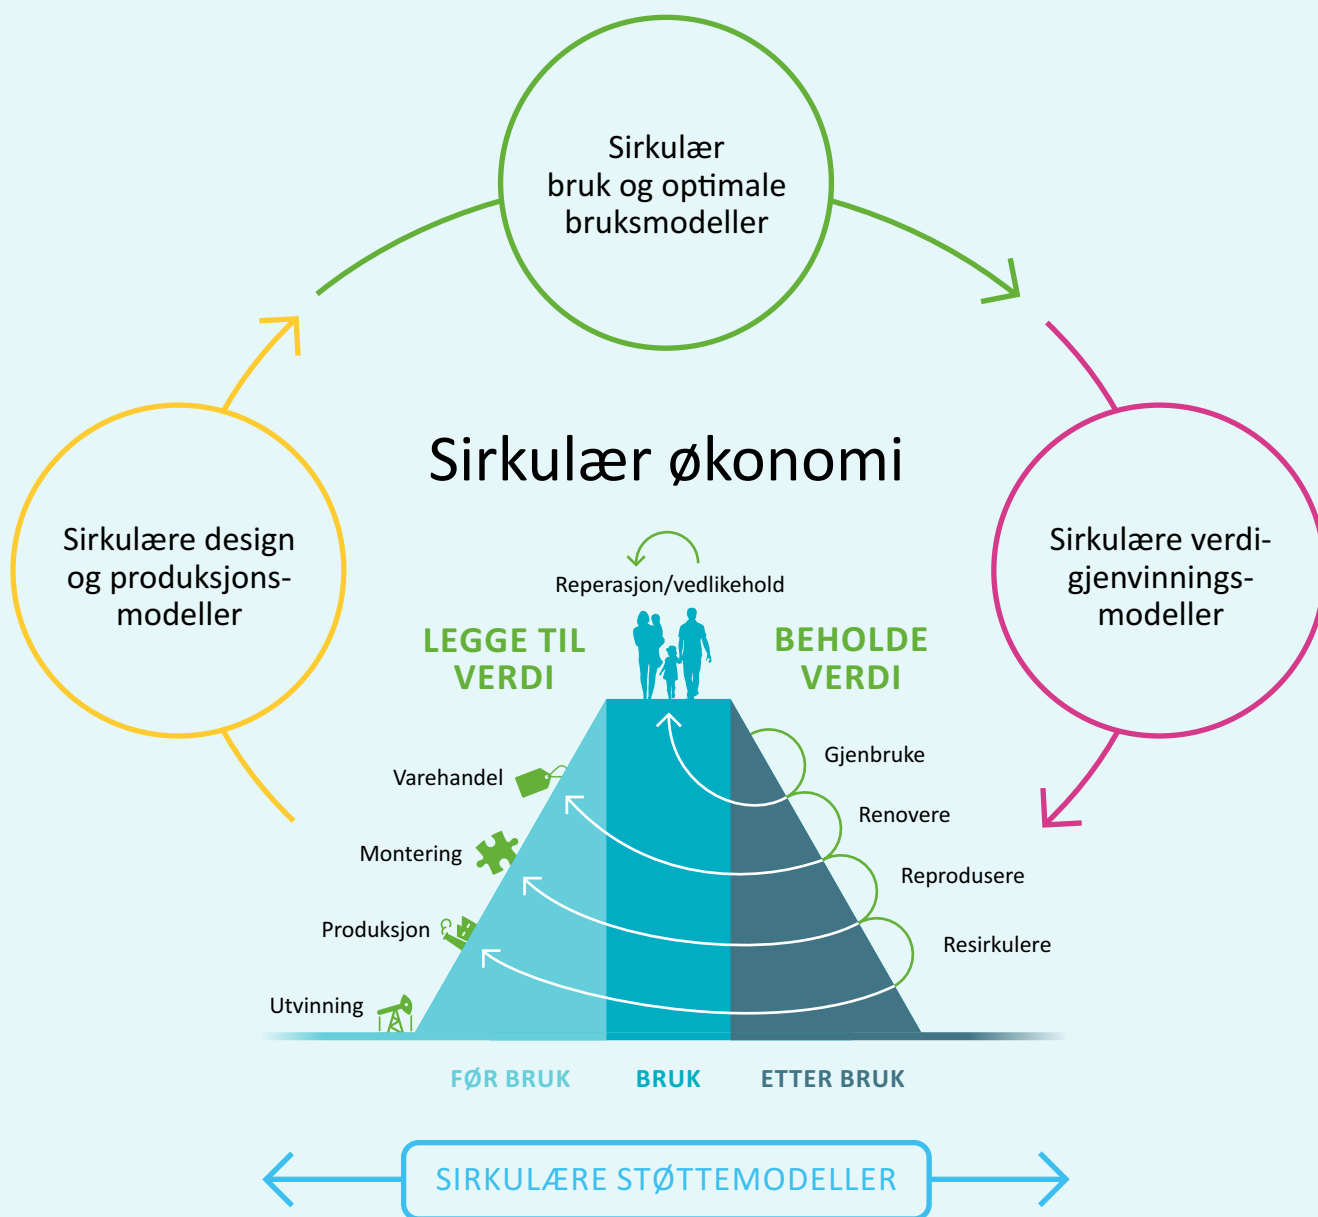 Sirkulær
bruk og optimale
bruksmodeller
Sirkulære design
og produksjons-
modeller
Sirkulær økonomi
Sirkulære verdi-
gjenvinnings-
modeller
Reperasjon/vedlikehold
LEGGE TIL
VERDI
BEHOLDE
VERDI
Varehandel
Montering
Produksjon
Utvinning
Gjenbruke
Renovere
Reprodusere
Resirkulere
FØR BRUK
BRUK
ETTER BRUK
SIRKULÆRE STØTTEMODELLER